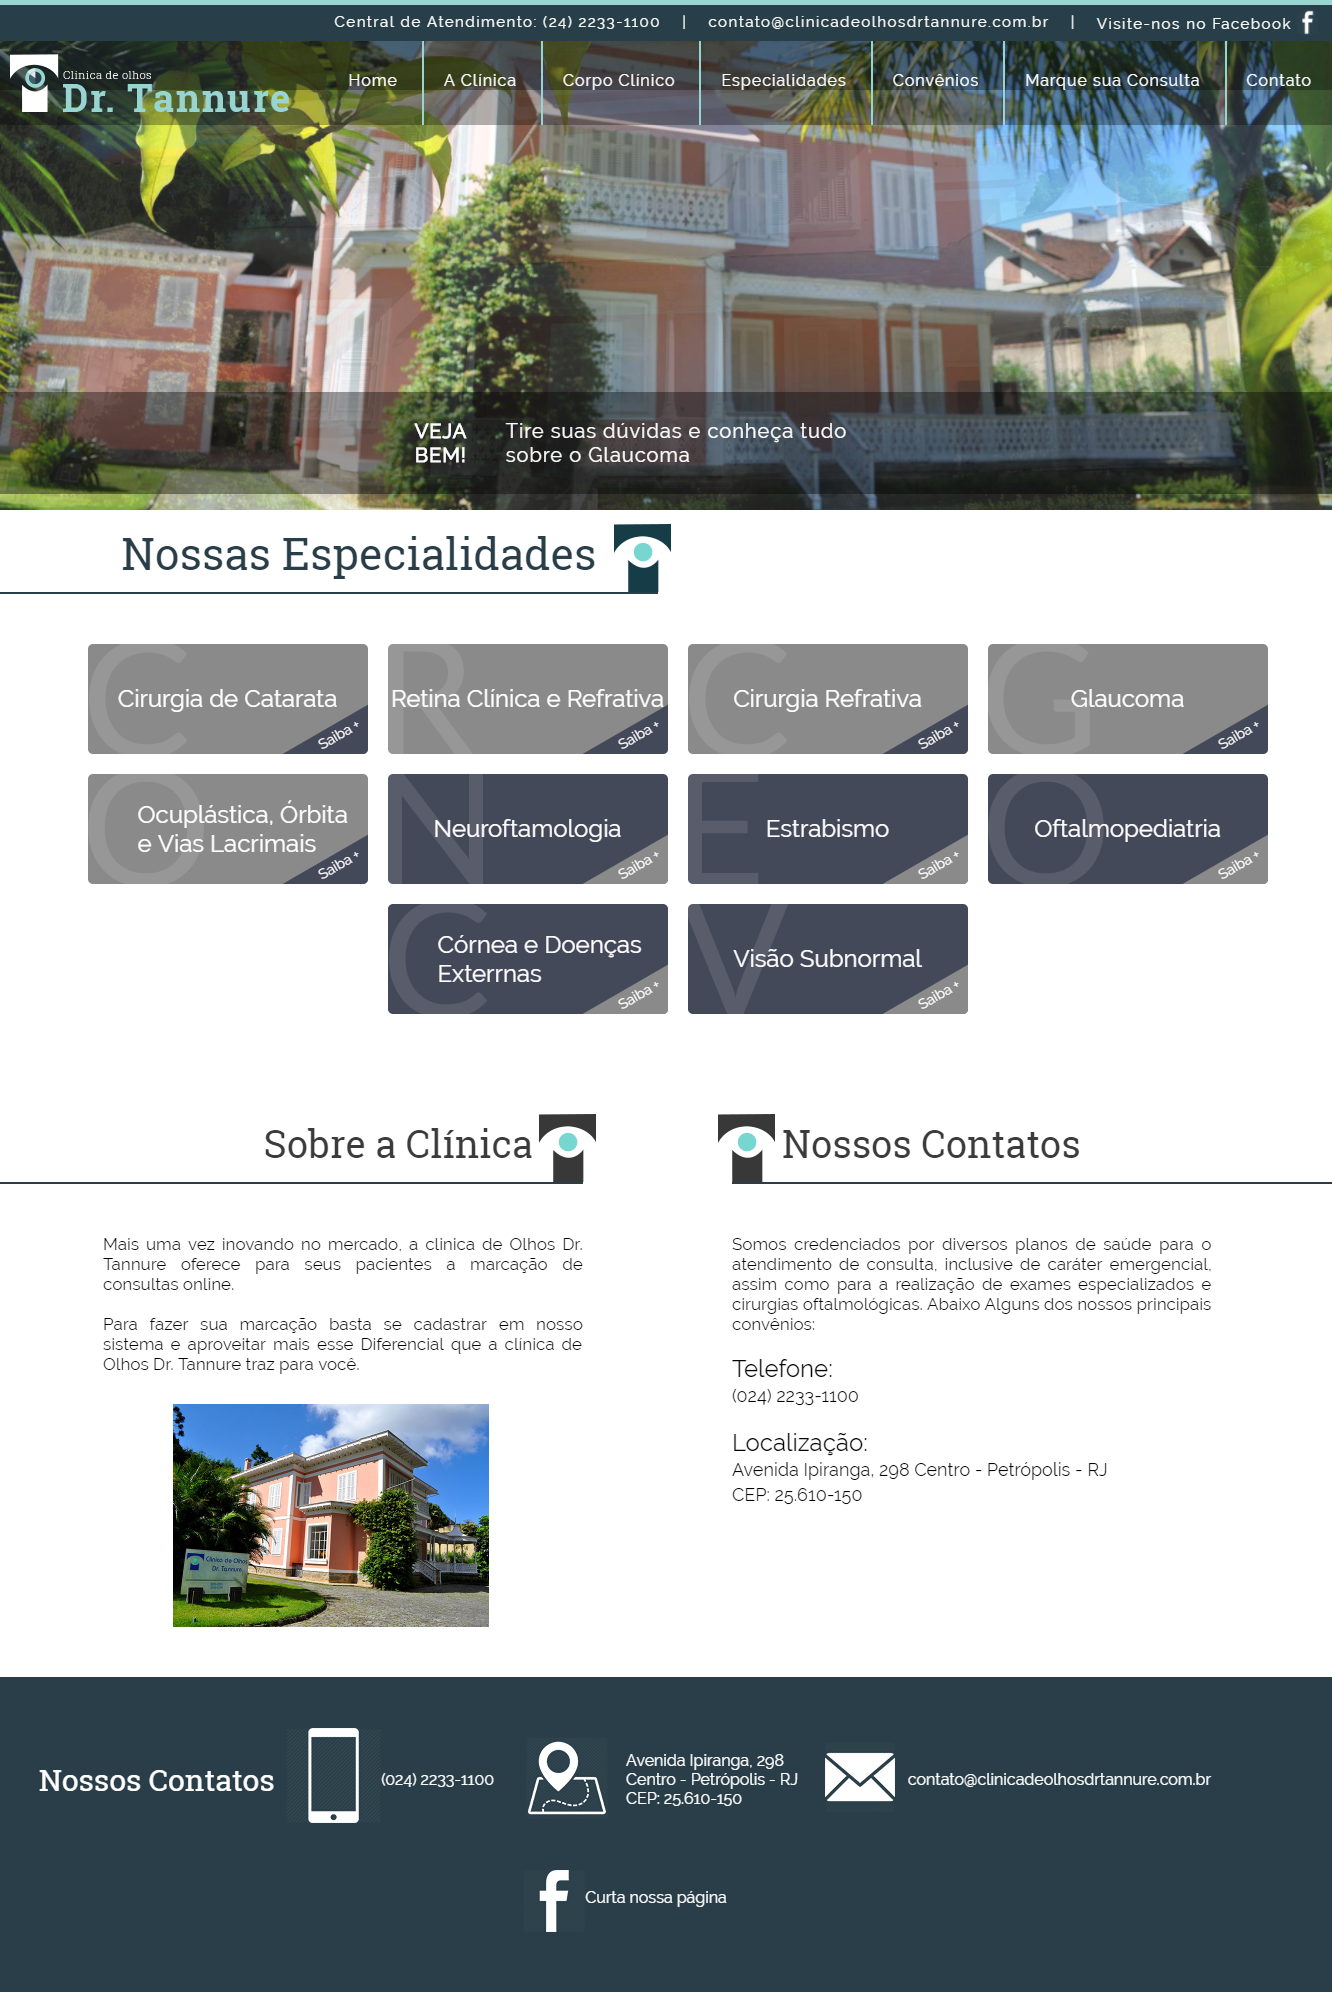 Central de Atendimento: (24) 2233-1100 | contato@clinicadeolhosdrtannure.com.br | Visite-nos no Facebook
Clinica de olhos
Dr. Tannure
Home
A Clínica
Corpo Clínico
Especialidades
Convênios
Marque sua Consulta
Contato
VEJA
BEM!
Tire suas dúvidas e conheça tudo
sobre o Glaucoma
Nossas Especialidades
C
Cirurgia de Catarata
Saiba +
R
Retina Clínica e Refrativa
Saiba +
C
Cirurgia Refrativa
Saiba +
G
Glaucoma
Saiba +
O
Ocuplástica, Órbita
e Vias Lacrimais
Saiba +
N
Neuroftamologia
Saiba +
E
Estrabismo
Saiba +
O
Oftalmopediatria
Saiba +
C
Córnea e Doenças
Exterrnas
Saiba +
V
Visão Subnormal
Saiba +
Sobre a Clínica
Mais uma vez inovando no mercado, a clinica de Olhos Dr.
Tannure oferece para seus pacientes a marcação de
consultas online.
Para fazer sua marcação basta se cadastrar em nosso
sistema e aproveitar mais esse Diferencial que a clínica de
Olhos Dr. Tannure traz para você.
Clínica de Olhos
Dr. Tannure
Nossos Contatos
Somos credenciados por diversos planos de saúde para o
atendimento de consulta, inclusive de caráter emergencial,
assim como para a realização de exames especializados e
cirurgias oftalmológicas. Abaixo Alguns dos nossos principais
convênios:
Telefone:
(024) 2233-1100
Localização:
Avenida Ipiranga, 298 Centro - Petrópolis - RJ
CEP: 25.610-150
Nossos Contatos
(024) 2233-1100
Avenida Ipiranga, 298
Centro - Petrópolis - RJ
CEP: 25.610-150
contato@clinicadeolhosdrtannure.com.br
Curta nossa página